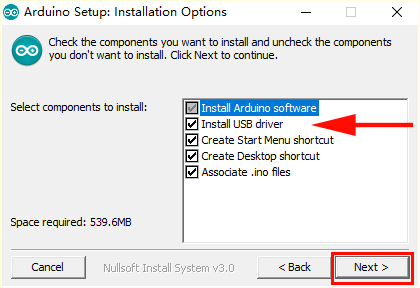 Arduino Setup: Installation Options
Check the components you want to install and uncheck the components
you don't want to install. Click Next to continue.
Select components to install:
Install Arduino software
Install USB driver
Create Start Menu shortcut
Create Desktop shortcut
Associate .ino files
Space required: 539.6MB
Cancel
Nullsoft Install System v3.0
< Back
Next >